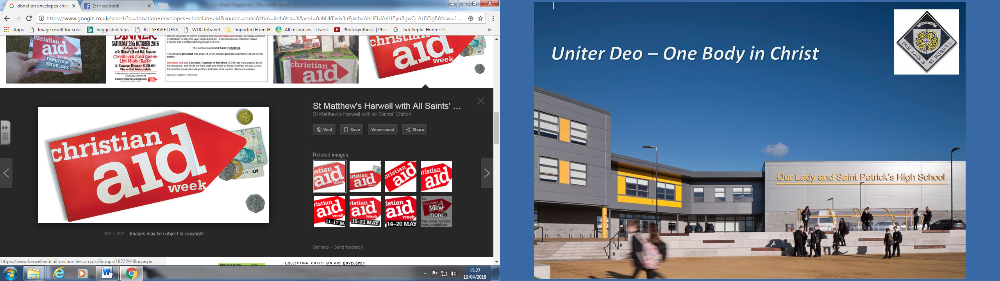 donation envelopes chris
(5) Facebook
https://www.google.co.uk/search?q=donation+envelopes+christian+aid&source=lnms&tbm=isch&sa=X&ved=0ahUKEwix3aPjxcbaAhUEUIAKHZyuBgwQ_AUICigB&biw=1...
Apps
Image result for solar
Suggested Sites
ICT SERVIE DESK
WDC Intranet
Imported From IE
All resources - Learni
Photosynthesis | Phot
Jack Septic Hunter Pr
christian
aid
week
DONATION
ENVELOPE
DINNER
SATURDAY 29th OCTOBER 2016
6.45pm for 7.00pm
at St. Michael's Church Hall, Bramcote
Christian Aid Guest Speaker
Live Music - Raffle
5 Course Dinner £20.00
Wine and Soft Drinks available
We are delighted to inform everyone that the Christian Aid house-to-house collection
in Markfield in May this year raised £954.60. A United Service collection raised
£164.90 and a Coffee Morning raised £141.00.
This comes to a Grand Total of £1260.50.
The amount gift aided was £555.78 which should generate a further £138.95 for the
charity.
Christian Aid and Churches Together in Markfield (CTIM) are very grateful for all
the donations, and for all the hard work and effort by those involved. We also wish to
thank all the people who allowed their addresses to be used for return of envelopes.
Churches Together in Markfield
christian
aid
christian
aid
week
christian
aid
week
5
£5
St Matthew's Harwell with All Saints' ...
St Matthew's Harwell with All Saints' Chilton
Visit
Save
View saved
Share
Related images:
stian
aid
week
ristian
aid
week
ristian
aid
week
ristian
aid
week
ristian
aid
week
11–17 MA
ristian
aid
week
15–21 MAY
ristian
aid
week
14–20 MAY
It's
christian
aid
View
more
The week we love
every neighbour
591 × 297 - Images may be subject to copyright
Get help - Send feedback
https://www.harwellandchiltonchurches.org.uk/Groups/187229/Blog.aspx
COLLECTING CHRISTIAN AID ENVELOPES
15:27
19/04/2018
Uniter Deo – One Body in Christ
UNITER DEO
OUR LADY & ST PATRICK'S
Our Lady and Saint Patrick's High School